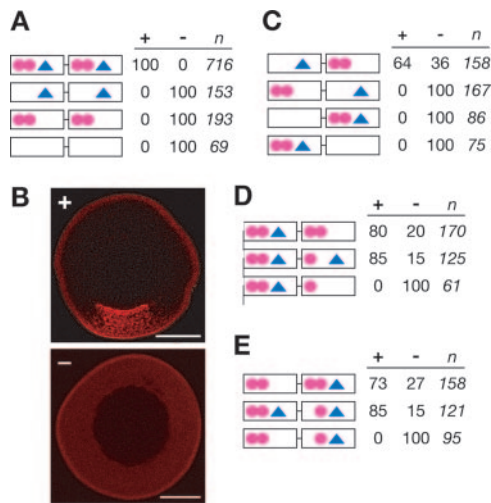 A
+ - n
100 0 716
0 100 153
0 100 193
0 100 69
B
+
–
C
+ - n
64 36 158
0 100 167
0 100 86
0 100 75
D
+ - n
80 20 170
85 15 125
0 100 61
E
+ - n
73 27 158
85 15 121
0 100 95